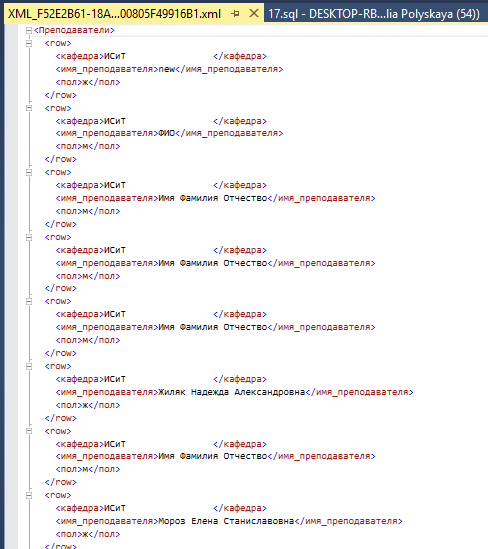 XML_F52E2B61-18A...00805F49916B1.xml 17.sql - DESKTOP-RB...lia Polyskaya (54))
<Преподаватели>
<row>
<кафедра>ИСиТ </кафедра>
<имя_преподавателя>new</имя_преподавателя>
<пол>ж</пол>
</row>
<row>
<кафедра>ИСиТ </кафедра>
<имя_преподавателя>ФИО</имя_преподавателя>
<пол>м</пол>
</row>
<row>
<кафедра>ИСиТ </кафедра>
<имя_преподавателя>Имя Фамилия Отчество</имя_преподавателя>
<пол>м</пол>
</row>
<row>
<кафедра>ИСиТ </кафедра>
<имя_преподавателя>Имя Фамилия Отчество</имя_преподавателя>
<пол>м</пол>
</row>
<row>
<кафедра>ИСиТ </кафедра>
<имя_преподавателя>Имя Фамилия Отчество</имя_преподавателя>
<пол>м</пол>
</row>
<row>
<кафедра>ИСиТ </кафедра>
<имя_преподавателя>Жиляк Надежда Александровна</имя_преподавателя>
<пол>ж</пол>
</row>
<row>
<кафедра>ИСиТ </кафедра>
<имя_преподавателя>Имя Фамилия Отчество</имя_преподавателя>
<пол>м</пол>
</row>
<row>
<кафедра>ИСиТ </кафедра>
<имя_преподавателя>Мороз Елена Станиславовна</имя_преподавателя>
<пол>ж</пол>
</row>